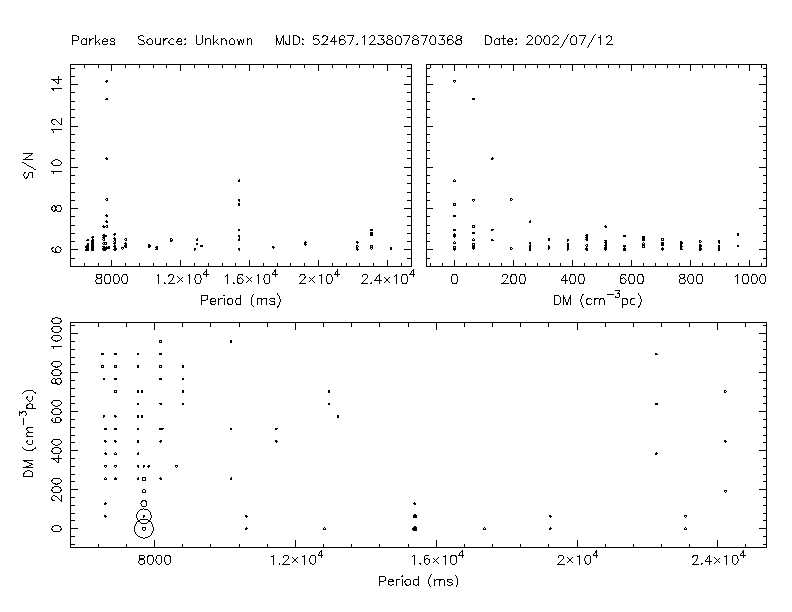 Parkes Source: Unknown MJD: 52467.123807870368 Date: 2002/07/12
S/N
14
12
10
8
6
8000 1.2×10⁴ 1.6×10⁴ 2×10⁴ 2.4×10⁴
Period (ms)
0 200 400 600 800 1000
DM (cm⁻³pc)
DM (cm⁻³pc)
1000
800
600
400
200
0
8000 1.2×10⁴ 1.6×10⁴ 2×10⁴ 2.4×10⁴
Period (ms)